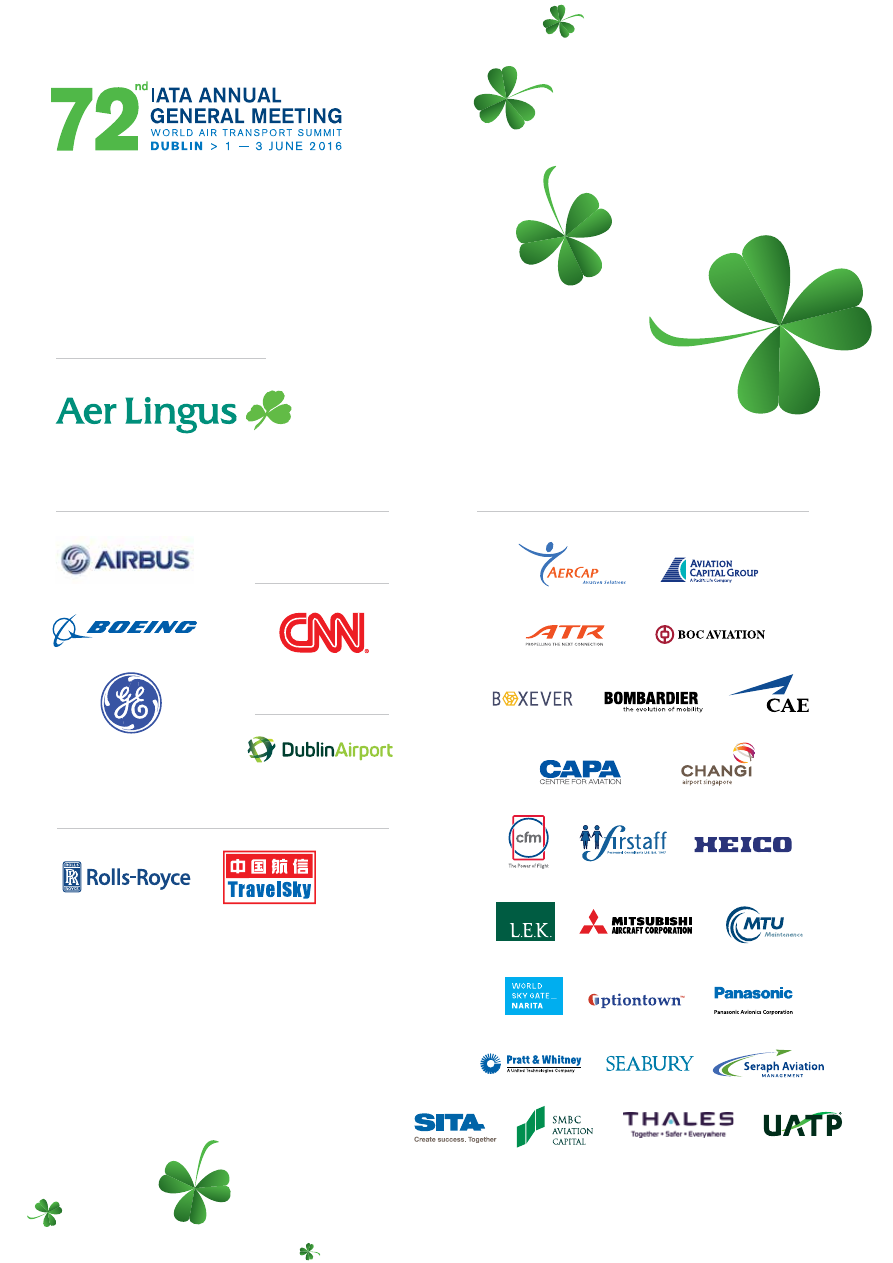 72nd IATA ANNUAL
GENERAL MEETING
WORLD AIR TRANSPORT SUMMIT
DUBLIN > 1 — 3 JUNE 2016
Aer Lingus
AIRBUS
BOEING
GE
CNN
DublinAirport
Rolls-Royce
中国航信
TravelSky
AERCAP
Aviation Solutions
AVIATION
CAPITAL GROUP
A Pacific Life Company
ATR
PROPELLING THE NEXT CONNECTION
BOC AVIATION
BOXEVER
BOMBARDIER
the evolution of mobility
CAE
CAPA
CENTRE FOR AVIATION
CHANGI
airport singapore
cfm
The Power of Flight
firstaff
HEICO
L.E.K.
MITSUBISHI
AIRCRAFT CORPORATION
MTU
Maintenance
WORLD
SKY GATE_
NARITA
Optiontown™
Panasonic
Panasonic Avionics Corporation
Pratt & Whitney
A United Technologies Company
SEABURY
Seraph Aviation
MANAGEMENT
SITA
Create success. Together
SMBC
AVIATION
CAPITAL
THALES
Together • Safer • Everywhere
UATP